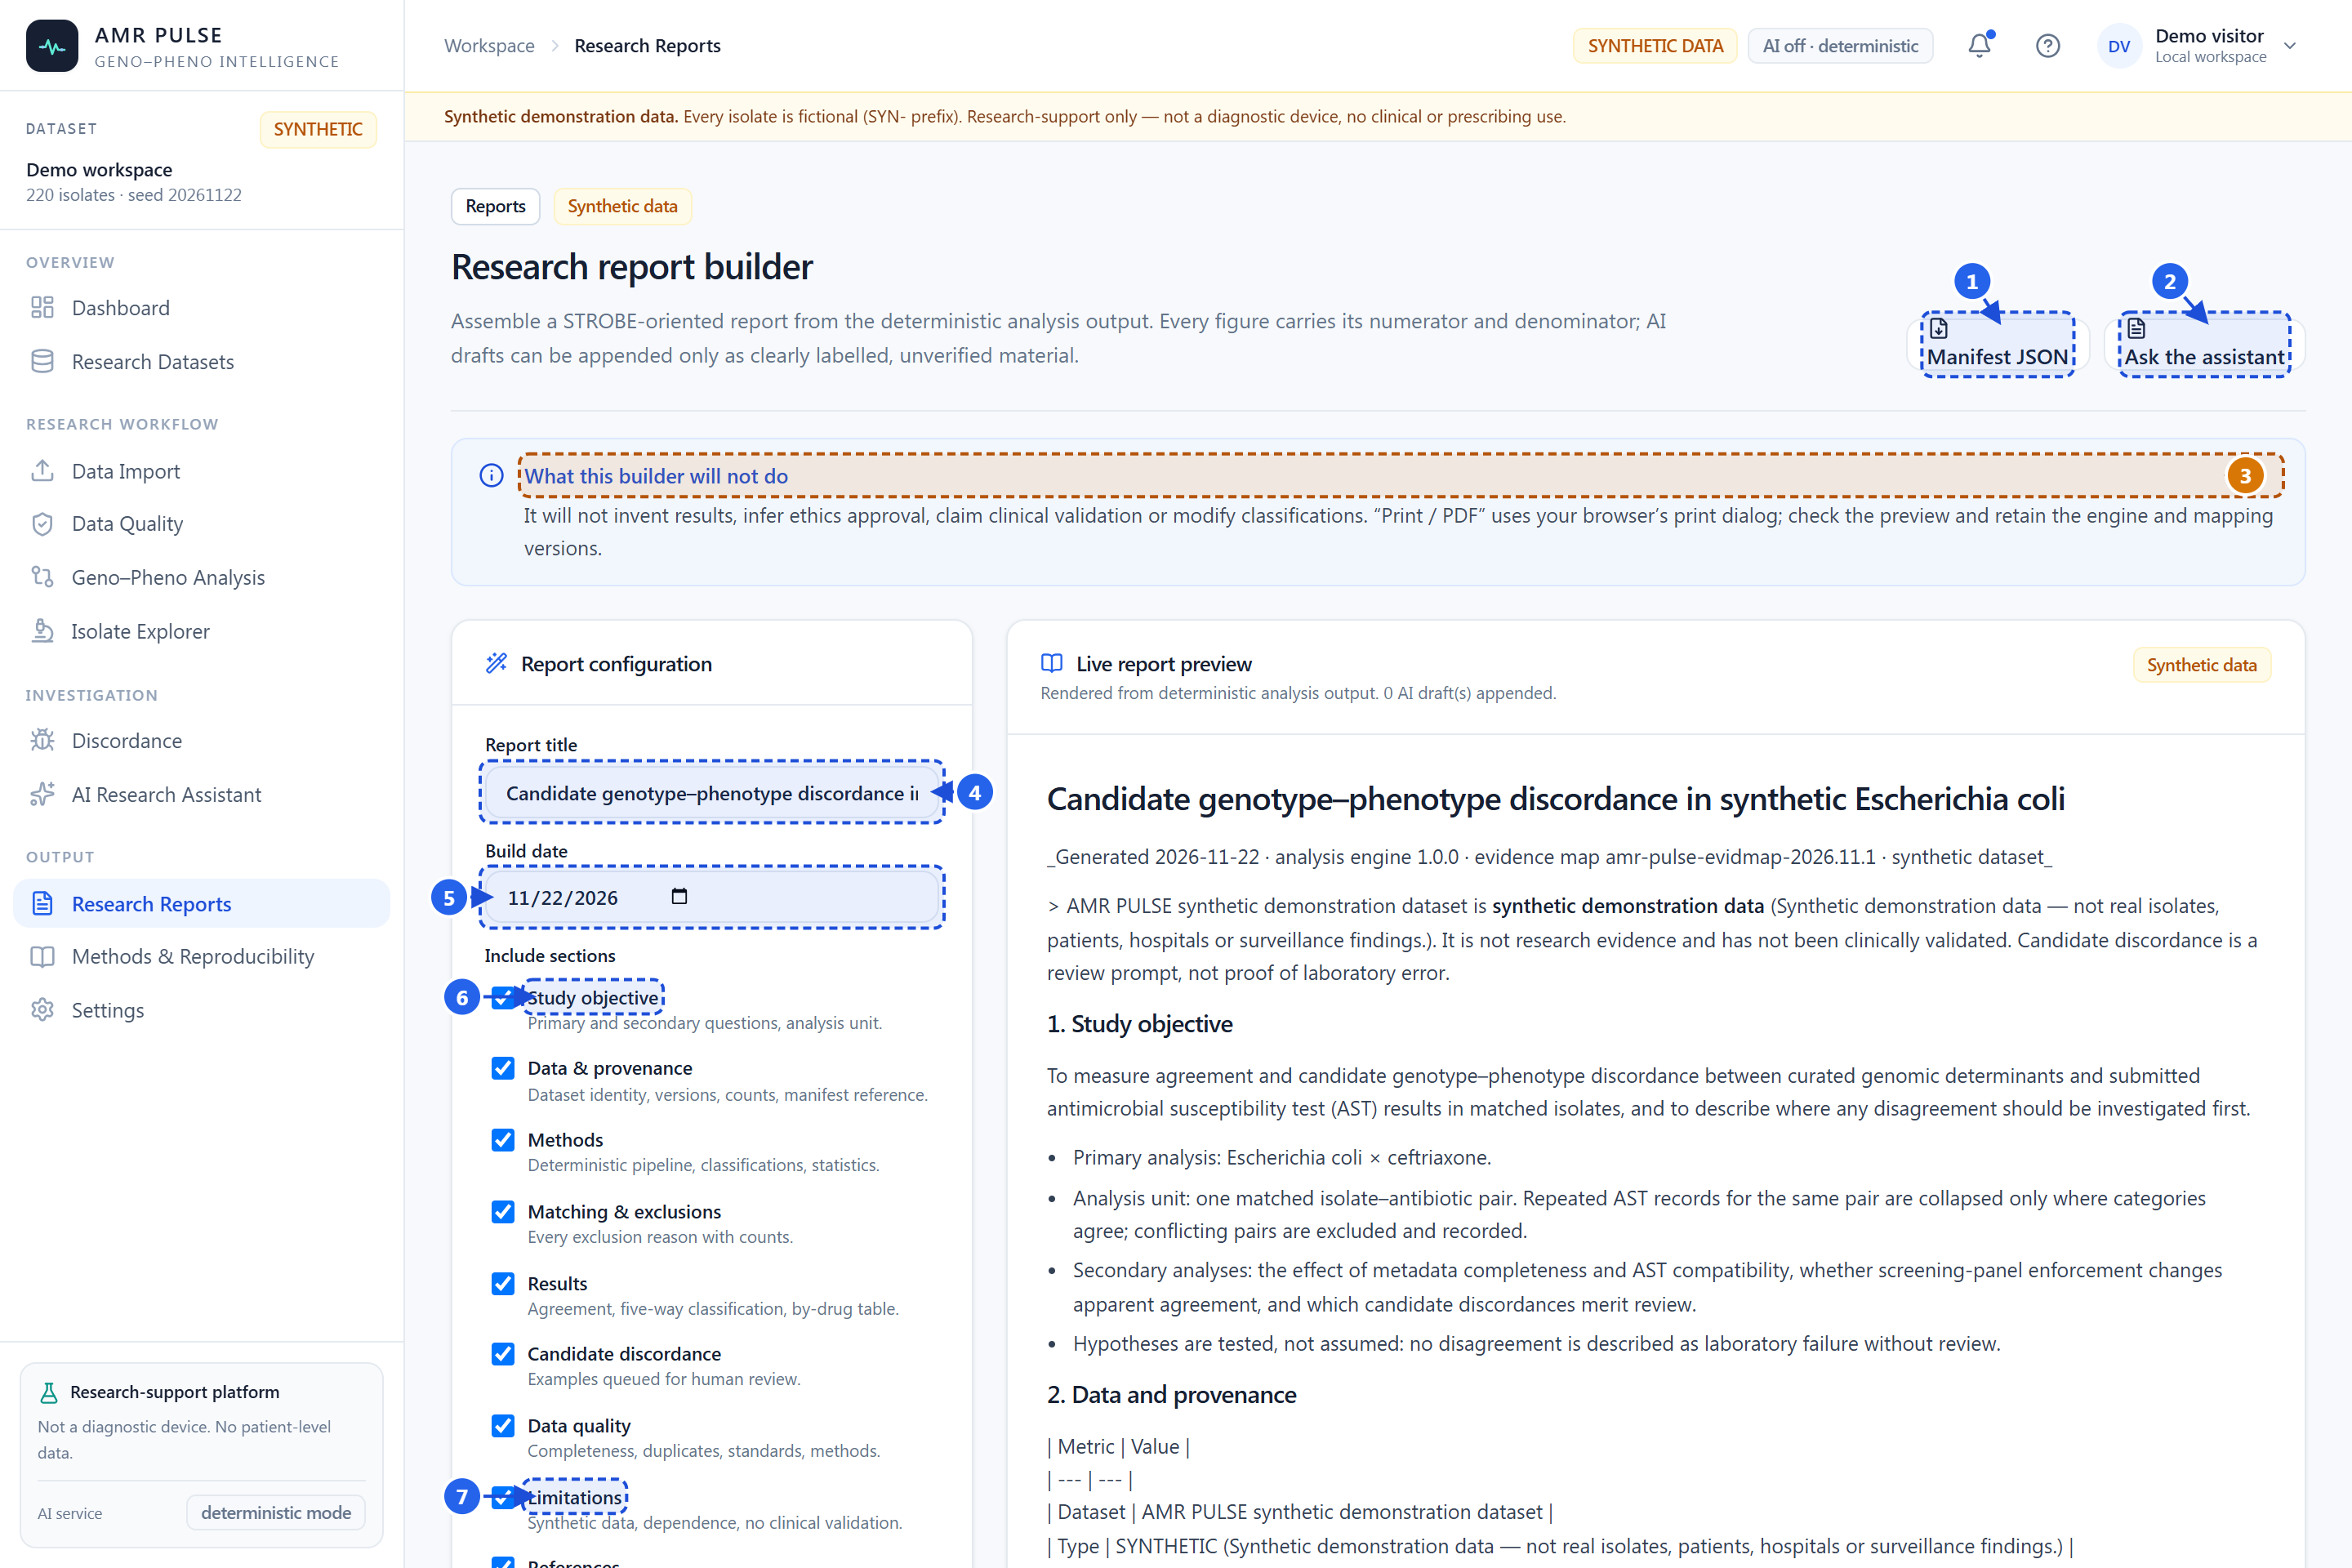 AMR PULSE
GENO–PHENO INTELLIGENCE
DATASET
SYNTHETIC
Demo workspace
220 isolates · seed 20261122
OVERVIEW
Dashboard
Research Datasets
RESEARCH WORKFLOW
Data Import
Data Quality
Geno–Pheno Analysis
Isolate Explorer
INVESTIGATION
Discordance
AI Research Assistant
OUTPUT
Research Reports
Methods & Reproducibility
Settings
Research-support platform
Not a diagnostic device. No patient-level
data.
AI service
deterministic mode
Workspace
Research Reports
SYNTHETIC DATA
AI off · deterministic
DV
Demo visitor
Local workspace
Synthetic demonstration data. Every isolate is fictional (SYN- prefix). Research-support only — not a diagnostic device, no clinical or prescribing use.
Reports
Synthetic data
Research report builder
Assemble a STROBE-oriented report from the deterministic analysis output. Every figure carries its numerator and denominator; AI
drafts can be appended only as clearly labelled, unverified material.
1
Manifest JSON
2
Ask the assistant
What this builder will not do
3
It will not invent results, infer ethics approval, claim clinical validation or modify classifications. “Print / PDF” uses your browser’s print dialog; check the preview and retain the engine and mapping
versions.
Report configuration
Report title
Candidate genotype–phenotype discordance in
4
Build date
5
11/22/2026
Include sections
6
Study objective
Primary and secondary questions, analysis unit.
Data & provenance
Dataset identity, versions, counts, manifest reference.
Methods
Deterministic pipeline, classifications, statistics.
Matching & exclusions
Every exclusion reason with counts.
Results
Agreement, five-way classification, by-drug table.
Candidate discordance
Examples queued for human review.
Data quality
Completeness, duplicates, standards, methods.
7
Limitations
Synthetic data, dependence, no clinical validation.
References
Live report preview
Rendered from deterministic analysis output. 0 AI draft(s) appended.
Synthetic data
Candidate genotype–phenotype discordance in synthetic Escherichia coli
_Generated 2026-11-22 · analysis engine 1.0.0 · evidence map amr-pulse-evidmap-2026.11.1 · synthetic dataset_
> AMR PULSE synthetic demonstration dataset is synthetic demonstration data (Synthetic demonstration data — not real isolates,
patients, hospitals or surveillance findings.). It is not research evidence and has not been clinically validated. Candidate discordance is a
review prompt, not proof of laboratory error.
1. Study objective
To measure agreement and candidate genotype–phenotype discordance between curated genomic determinants and submitted
antimicrobial susceptibility test (AST) results in matched isolates, and to describe where any disagreement should be investigated first.
• Primary analysis: Escherichia coli × ceftriaxone.
• Analysis unit: one matched isolate–antibiotic pair. Repeated AST records for the same pair are collapsed only where categories
agree; conflicting pairs are excluded and recorded.
• Secondary analyses: the effect of metadata completeness and AST compatibility, whether screening-panel enforcement changes
apparent agreement, and which candidate discordances merit review.
• Hypotheses are tested, not assumed: no disagreement is described as laboratory failure without review.
2. Data and provenance
| Metric | Value |
| --- | --- |
| Dataset | AMR PULSE synthetic demonstration dataset |
| Type | SYNTHETIC (Synthetic demonstration data — not real isolates, patients, hospitals or surveillance findings.) |